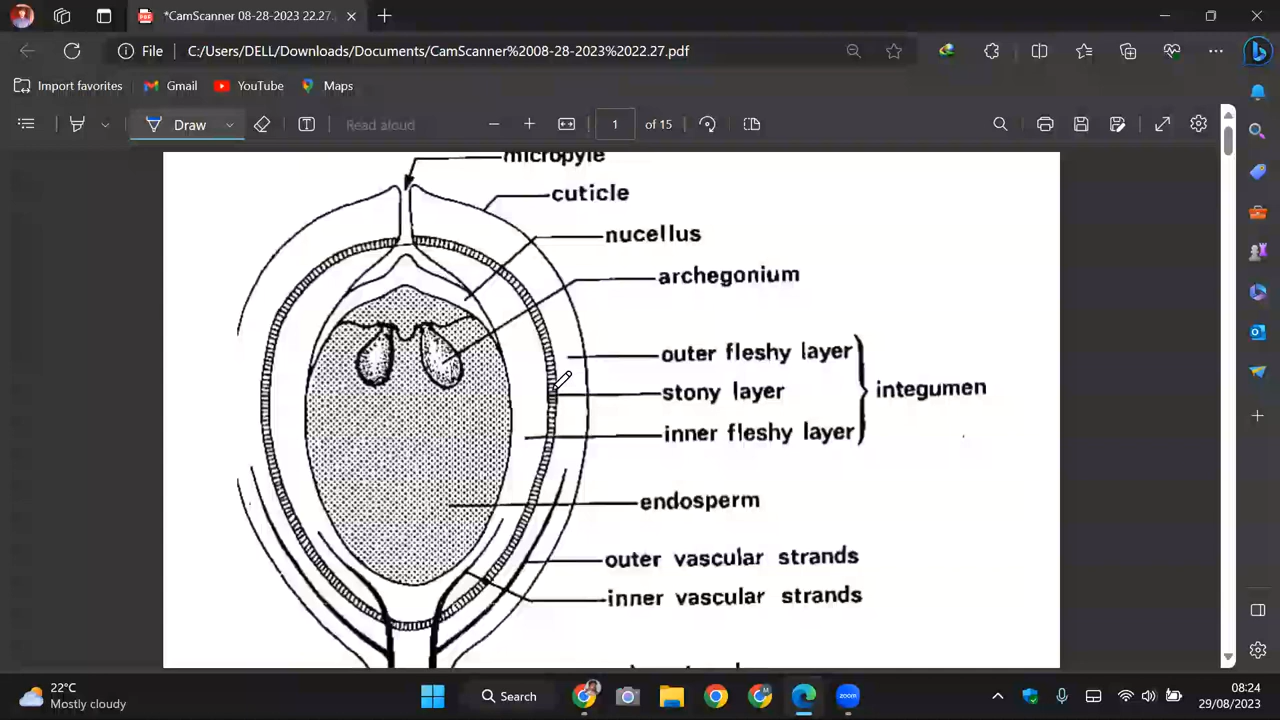 *CamScanner 08-28-2023 22.27.
File
C:/Users/DELL/Downloads/Documents/CamScanner%2008-28-2023%2022.27.pdf
Import favorites
Gmail
YouTube
Maps
Draw
Read aloud
1 of 15
micropyle
cuticle
nucellus
archegonium
outer fleshy layer
stony layer
integumen
inner fleshy layer
endosperm
outer vascular strands
inner vascular strands
22°C
Mostly cloudy
Search
zoom
08:24
29/08/2023